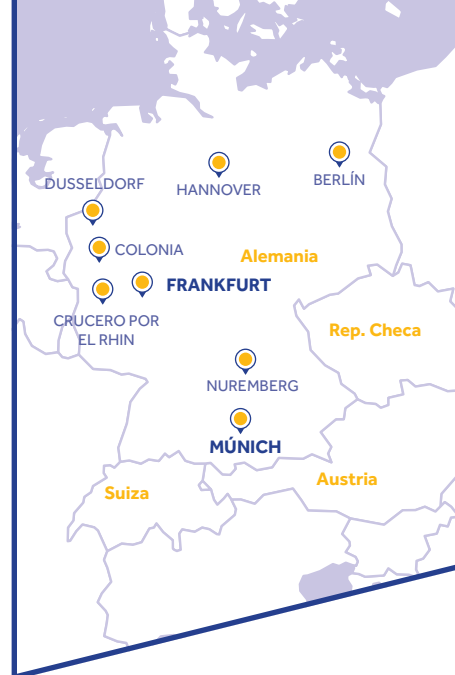 DUSSELDORF
HANNOVER
BERLÍN
COLONIA
Alemania
FRANKFURT
CRUCERO POR
EL RHIN
Rep. Checa
NUREMBERG
MÚNICH
Suiza
Austria